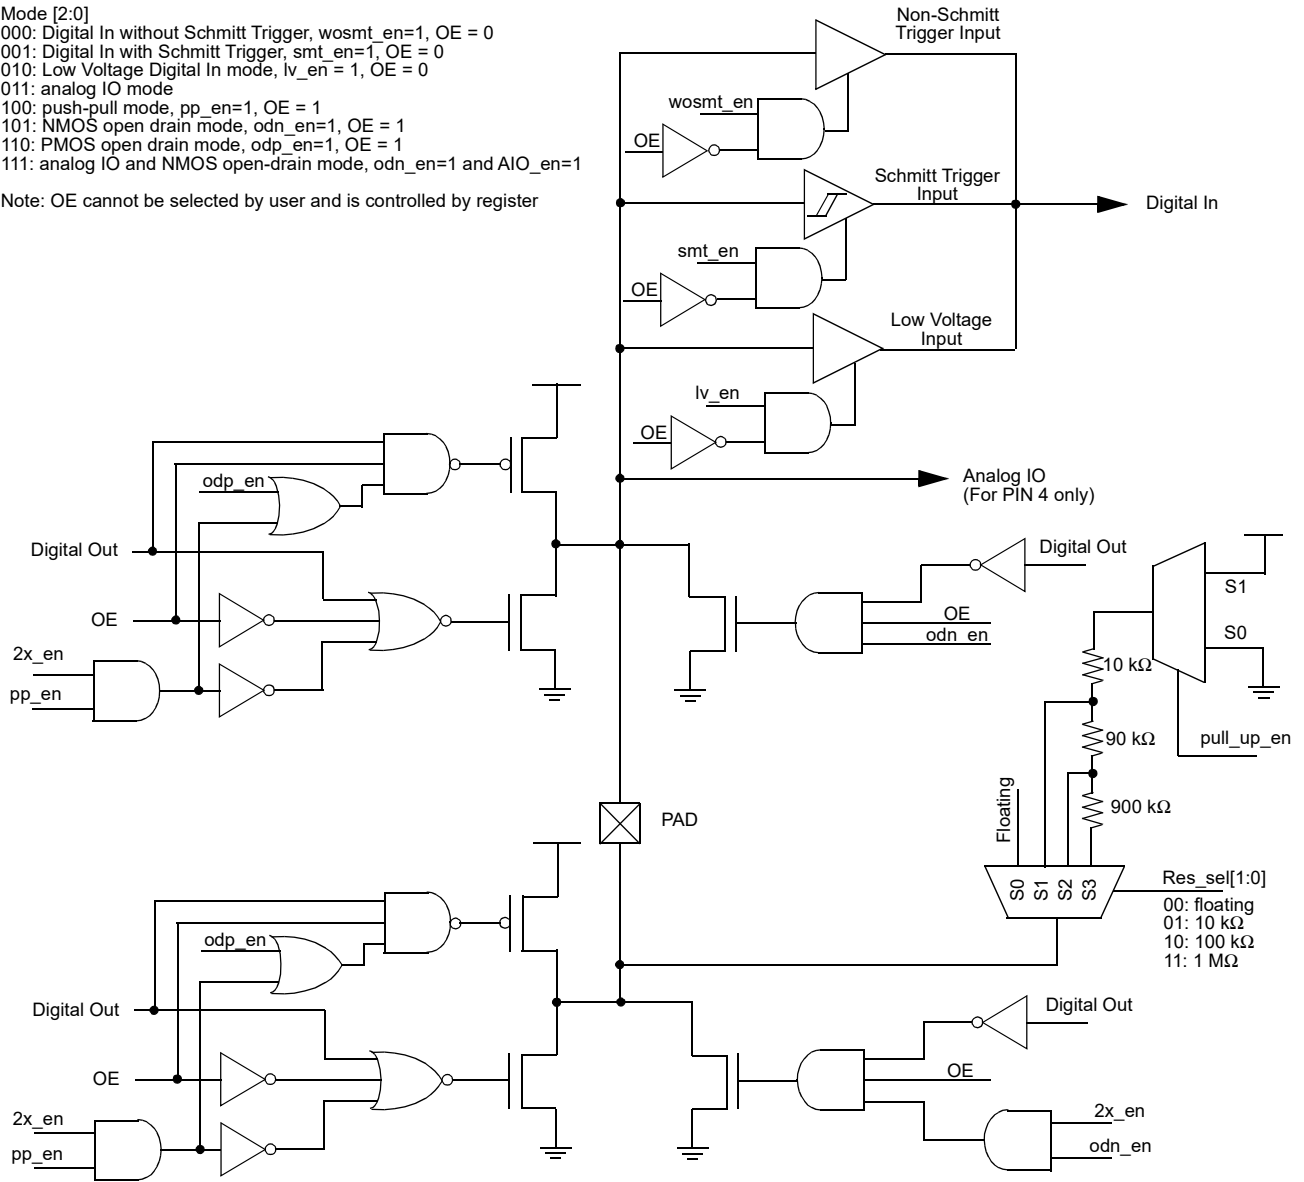 Mode [2:0]
000: Digital In without Schmitt Trigger, wosmt_en=1, OE = 0
001: Digital In with Schmitt Trigger, smt_en=1, OE = 0
010: Low Voltage Digital In mode, lv_en = 1, OE = 0
011: analog IO mode
100: push-pull mode, pp_en=1, OE = 1
101: NMOS open drain mode, odn_en=1, OE = 1
110: PMOS open drain mode, odp_en=1, OE = 1
111: analog IO and NMOS open-drain mode, odn_en=1 and AIO_en=1
Note: OE cannot be selected by user and is controlled by register
Non-Schmitt
Trigger Input
wosmt_en
OE
Schmitt Trigger
Input
Digital In
smt_en
OE
Low Voltage
Input
lv_en
OE
Analog IO
(For PIN 4 only)
odp_en
Digital Out
OE
2x_en
pp_en
Digital Out
OE
odn_en
S1
S0
10 kΩ
pull_up_en
90 kΩ
900 kΩ
Floating
PAD
S0
S1
S2
S3
Res_sel[1:0]
00: floating
01: 10 kΩ
10: 100 kΩ
11: 1 MΩ
odp_en
Digital Out
OE
2x_en
pp_en
Digital Out
OE
2x_en
odn_en